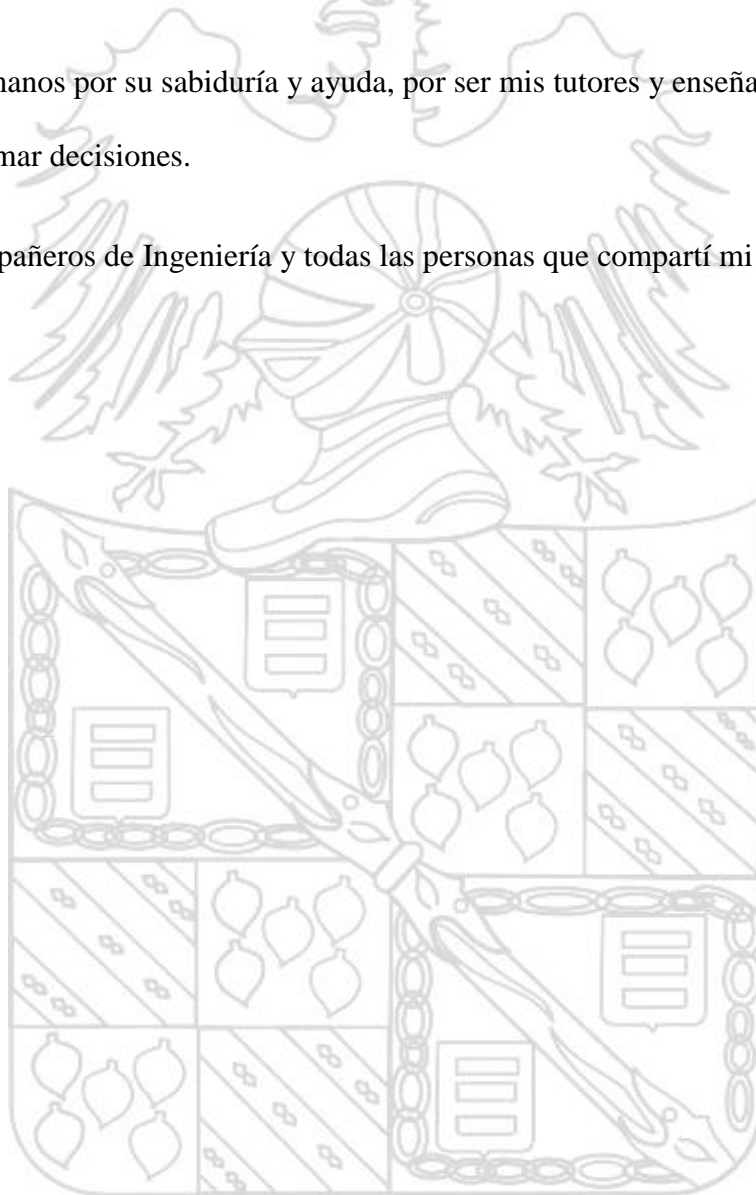 manos por su sabiduría y ayuda, por ser mis tutores y enseña
mar decisiones.
pañeros de Ingeniería y todas las personas que compartí mi